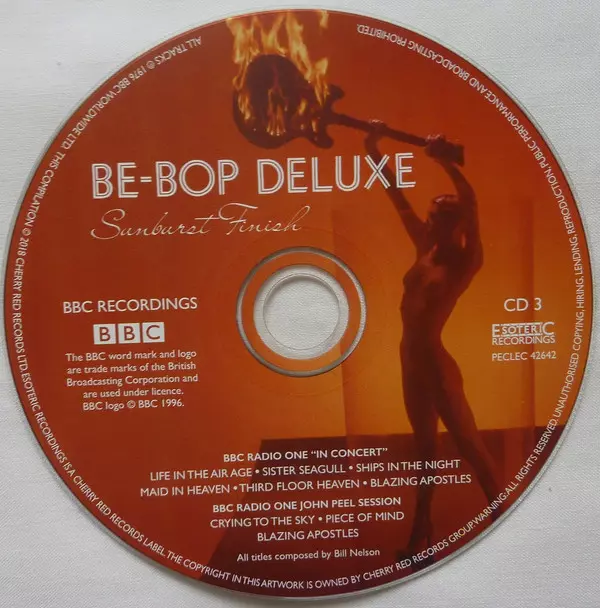 BE-BOP DELUXE
Sunburst Finish
BBC RECORDINGS
BBC
The BBC word mark and logo
are trade marks of the British
Broadcasting Corporation and
are used under licence.
BBC logo © BBC 1996.
CD 3
ESOTERIC
RECORDINGS
PECLEC 42642
BBC RADIO ONE "IN CONCERT"
LIFE IN THE AIR AGE • SISTER SEAGULL • SHIPS IN THE NIGHT
MAID IN HEAVEN • THIRD FLOOR HEAVEN • BLAZING APOSTLES
BBC RADIO ONE JOHN PEEL SESSION
CRYING TO THE SKY • PIECE OF MIND
BLAZING APOSTLES
All titles composed by Bill Nelson
ALL TRACKS ℗ 1976 BBC WORLDWIDE LTD. THIS COMPILATION ℗ 2018 CHERRY RED RECORDS LTD. ESOTERIC RECORDINGS IS A CHERRY RED RECORDS LABEL. THE COPYRIGHT IN THIS ARTWORK IS OWNED BY CHERRY RED RECORDS GROUP. WARNING: ALL RIGHTS RESERVED. UNAUTHORISED COPYING, HIRING, LENDING, REPRODUCTION, PUBLIC PERFORMANCE AND BROADCASTING PROHIBITED.